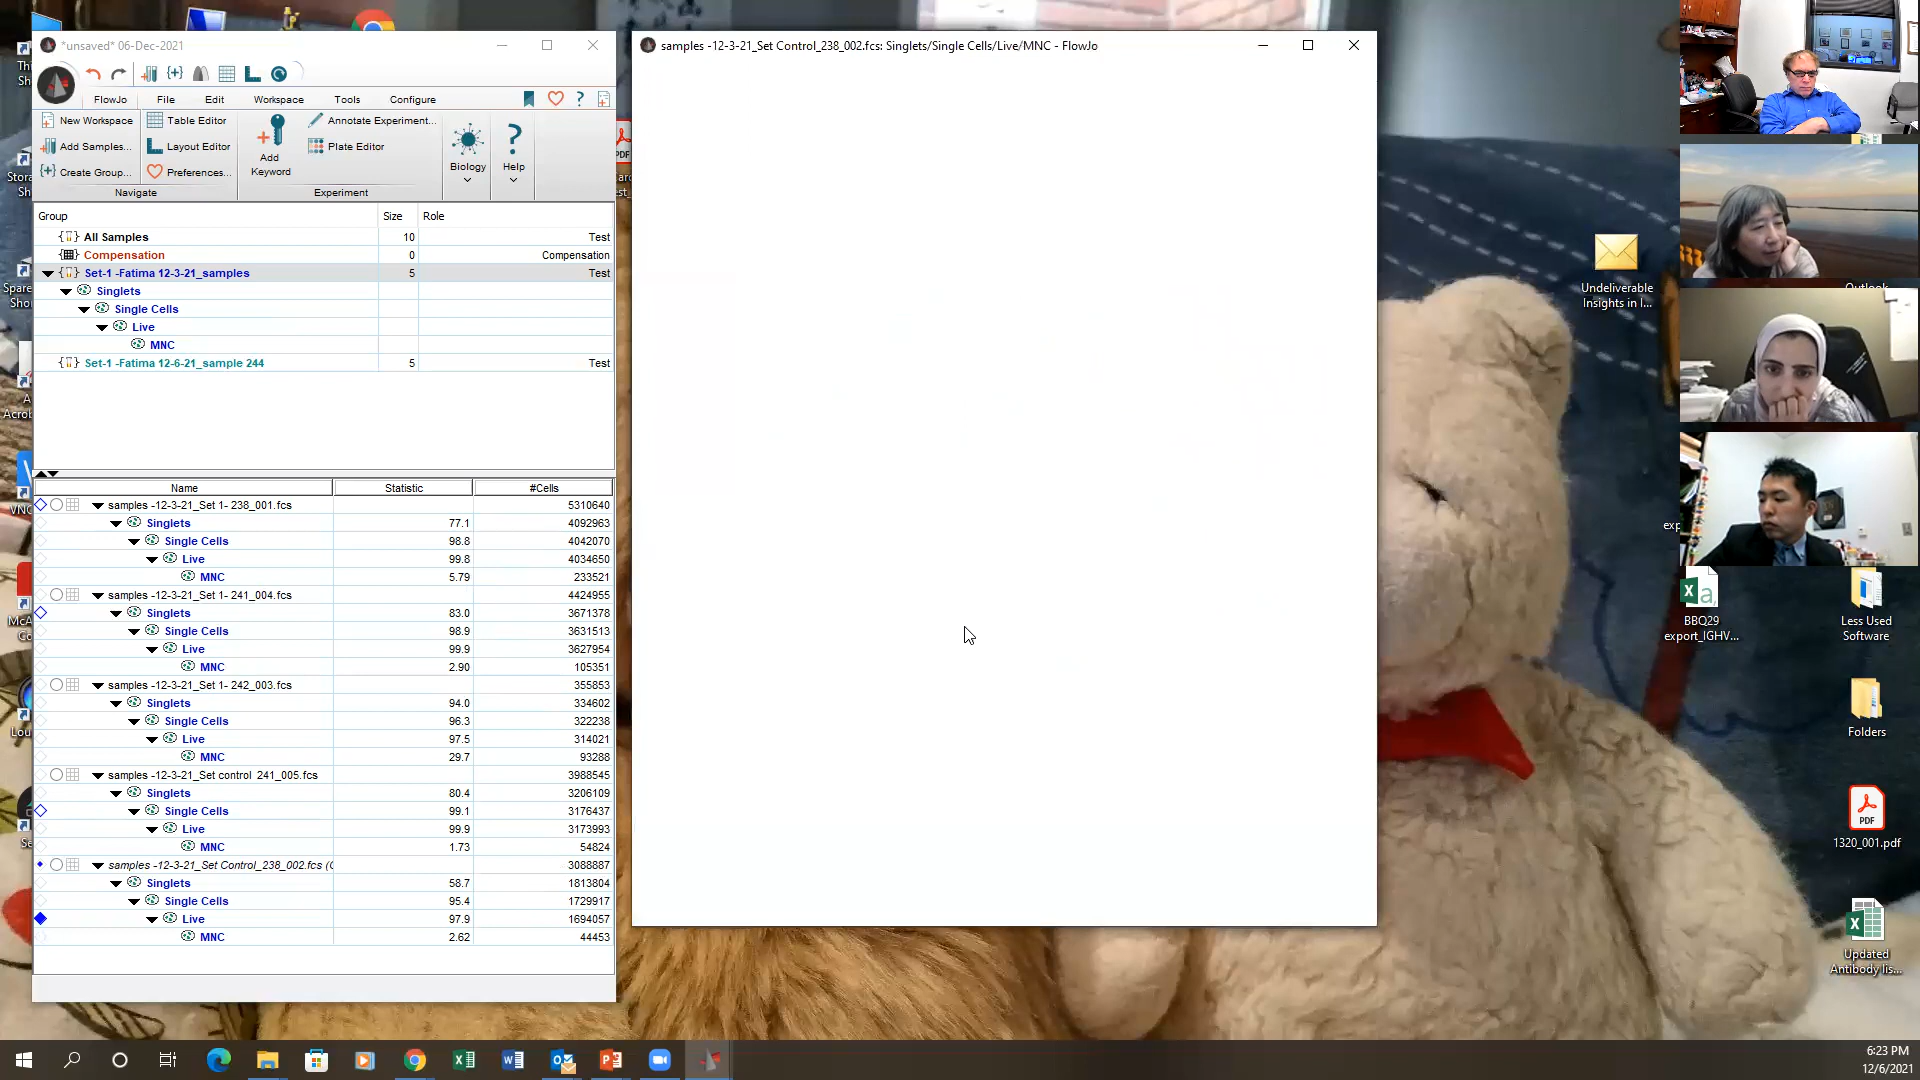 *unsaved* 06-Dec-2021
FlowJo File Edit Workspace Tools Configure
New Workspace
Table Editor
Annotate Experiment...
Add Samples...
Layout Editor
Plate Editor
Create Group...
Preferences...
Add
Keyword
Biology
Help
Navigate
Experiment
Group Size Role
All Samples 10 Test
Compensation 0 Compensation
Set-1 -Fatima 12-3-21_samples 5 Test
Singlets
Single Cells
Live
MNC
Set-1 -Fatima 12-6-21_sample 244 5 Test
Name Statistic #Cells
samples -12-3-21_Set 1- 238_001.fcs 5310640
Singlets 77.1 4092963
Single Cells 98.8 4042070
Live 99.8 4034650
MNC 5.79 233521
samples -12-3-21_Set 1- 241_004.fcs 4424955
Singlets 83.0 3671378
Single Cells 98.9 3631513
Live 99.9 3627954
MNC 2.90 105351
samples -12-3-21_Set 1- 242_003.fcs 355853
Singlets 94.0 334602
Single Cells 96.3 322238
Live 97.5 314021
MNC 29.7 93288
samples -12-3-21_Set control 241_005.fcs 3988545
Singlets 80.4 3206109
Single Cells 99.1 3176437
Live 99.9 3173993
MNC 1.73 54824
samples -12-3-21_Set Control_238_002.fcs (C 3088887
Singlets 58.7 1813804
Single Cells 95.4 1729917
Live 97.9 1694057
MNC 2.62 44453
samples -12-3-21_Set Control_238_002.fcs: Singlets/Single Cells/Live/MNC - FlowJo
PDF
Undeliverable
Insights in I...
Outlook
BBQ29
export_IGHV...
Less Used
Software
Folders
PDF
1320_001.pdf
Updated
Antibody lis...
6:23 PM
12/6/2021